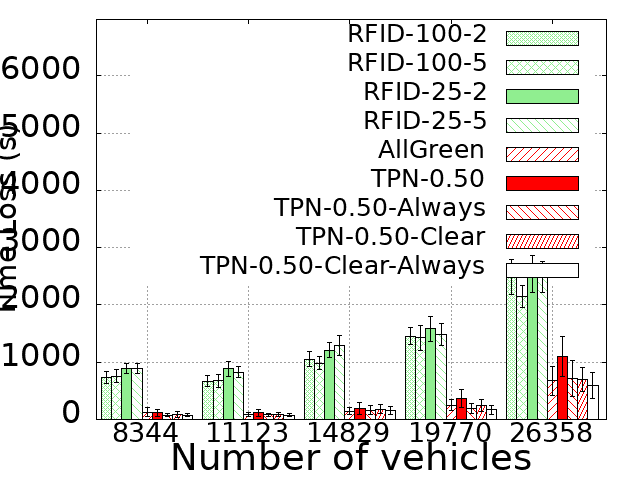 RFID-100-2
6000
RFID-100-5
RFID-25-2
5000
RFID-25-5
AllGreen
4000
TPN-0.50
TPN-0.50-Always
3000
TPN-0.50-Clear
TPN-0.50-Clear-Always
2000
1000
0
Time Loss (s)
8344 11123 14829 19770 26358
Number of vehicles